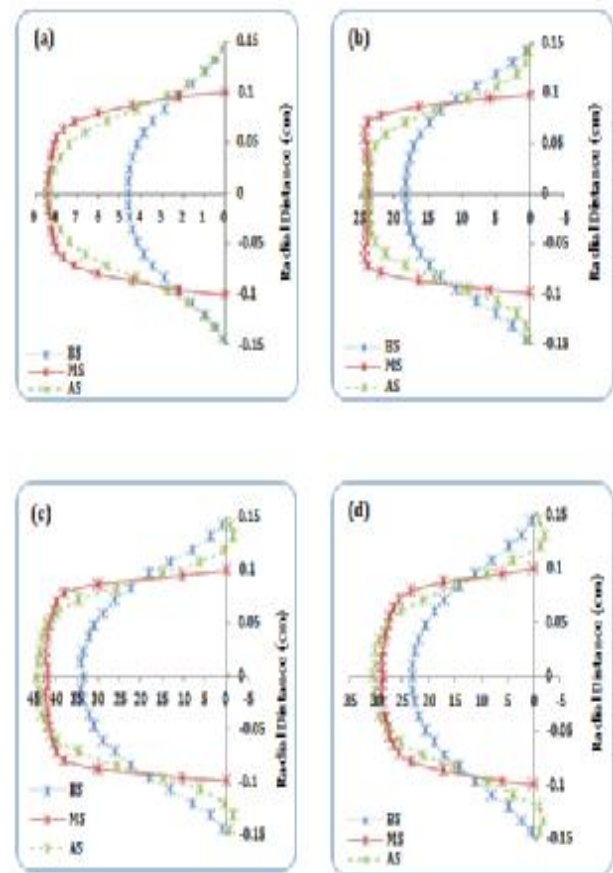 (a)
0.15
0.1
0.05
0
-0.05
-0.1
-0.15
9 8 7 6 5 4 3 2 1 0
Radial Distance (cm)
BS
MS
AS
(b)
0.15
0.1
0.05
0
-0.05
-0.1
-0.15
25 20 15 10 5 0 -5
Radial Distance (cm)
BS
MS
AS
(c)
0.15
0.1
0.05
0
-0.05
-0.1
-0.15
45 40 35 30 25 20 15 10 5 0 -5
Radial Distance (cm)
BS
MS
AS
(d)
0.15
0.1
0.05
0
-0.05
-0.1
-0.15
35 30 25 20 15 10 5 0 -5
Radial Distance (cm)
BS
MS
AS